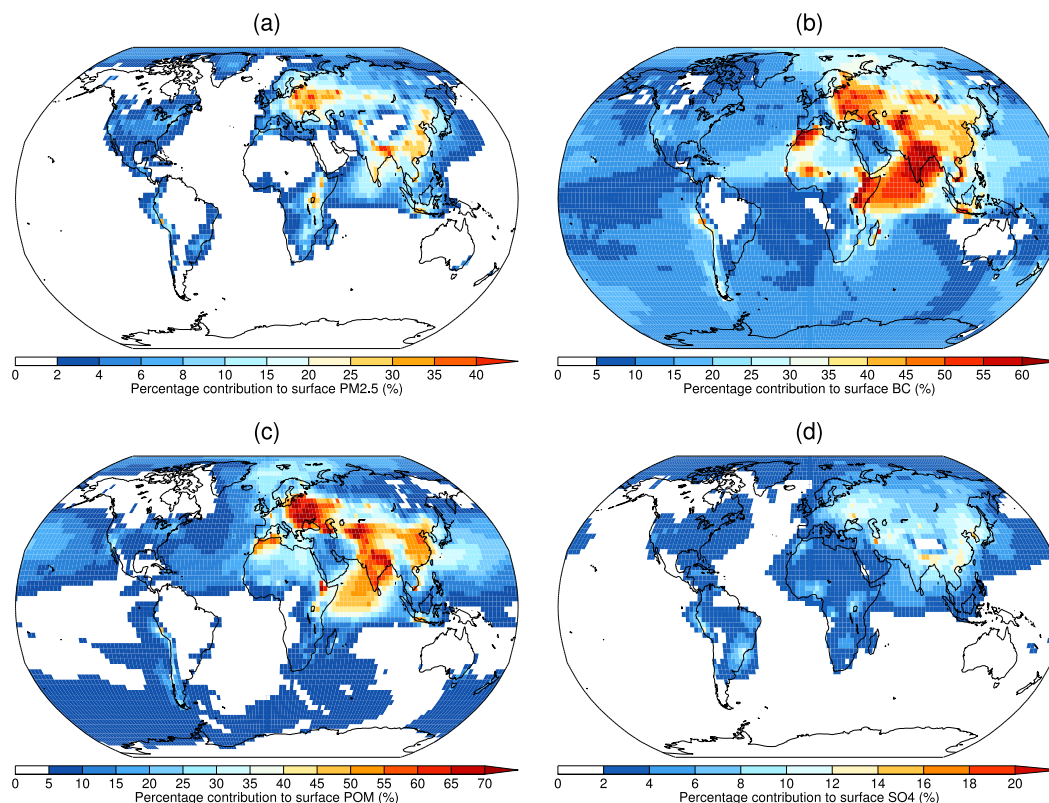 (a)
(b)
0 2 4 6 8 10 15 20 25 30 35 40
Percentage contribution to surface PM2.5 (%)
0 5 10 15 20 25 30 35 40 45 50 55 60
Percentage contribution to surface BC (%)
(c)
(d)
0 5 10 15 20 25 30 35 40 45 50 55 60 65 70
Percentage contribution to surface POM (%)
0 2 4 6 8 10 12 14 16 18 20
Percentage contribution to surface SO4 (%)